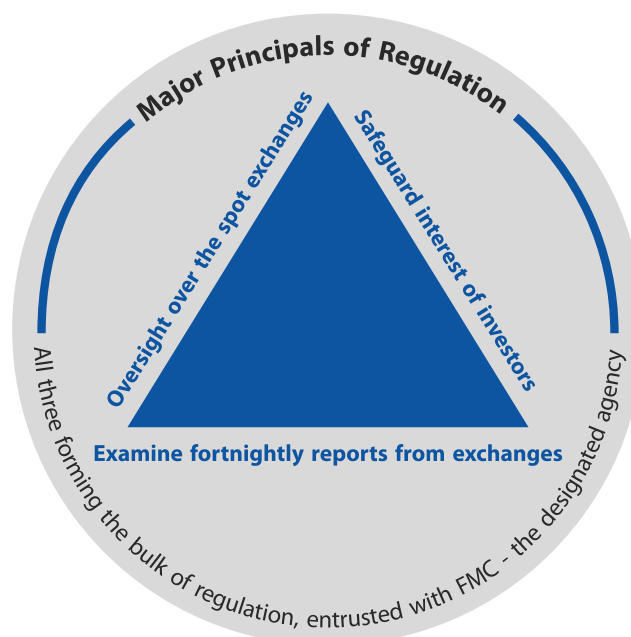 Major Principals of Regulation
Oversight over the spot exchanges
Safeguard interest of investors
Examine fortnightly reports from exchanges
All three forming the bulk of regulation, entrusted with FMC - the designated agency